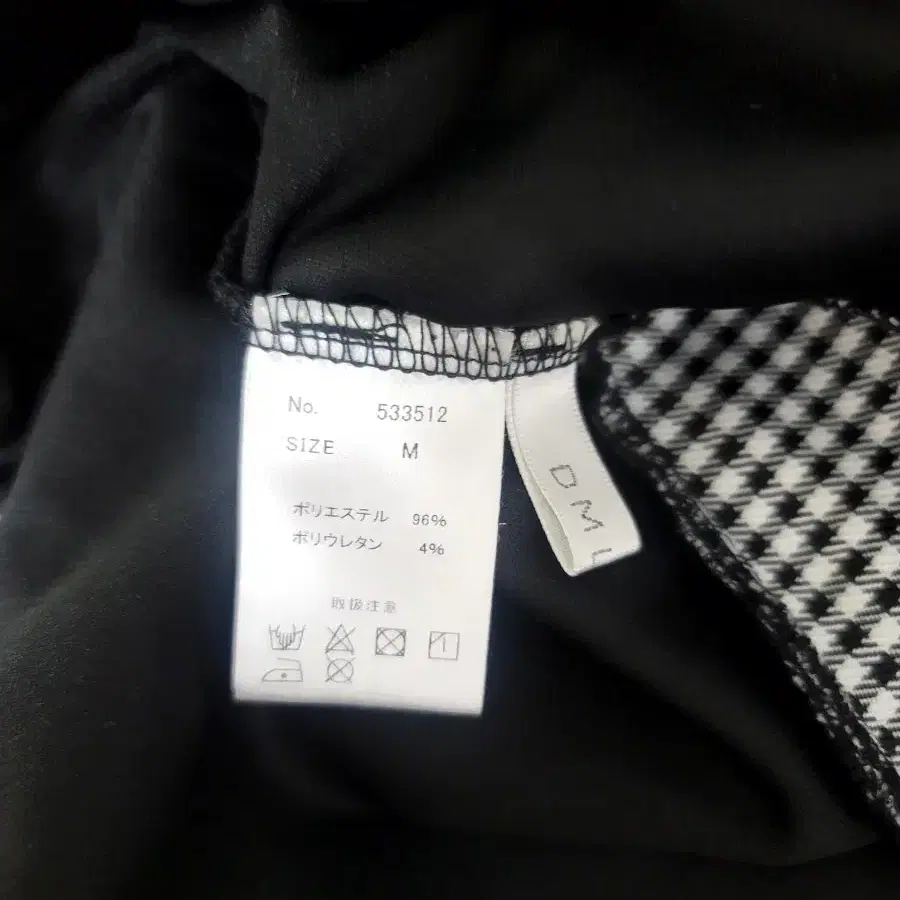 No. 533512
SIZE M
ポリエステル 96%
ポリウレタン 4%
取扱注意
DML